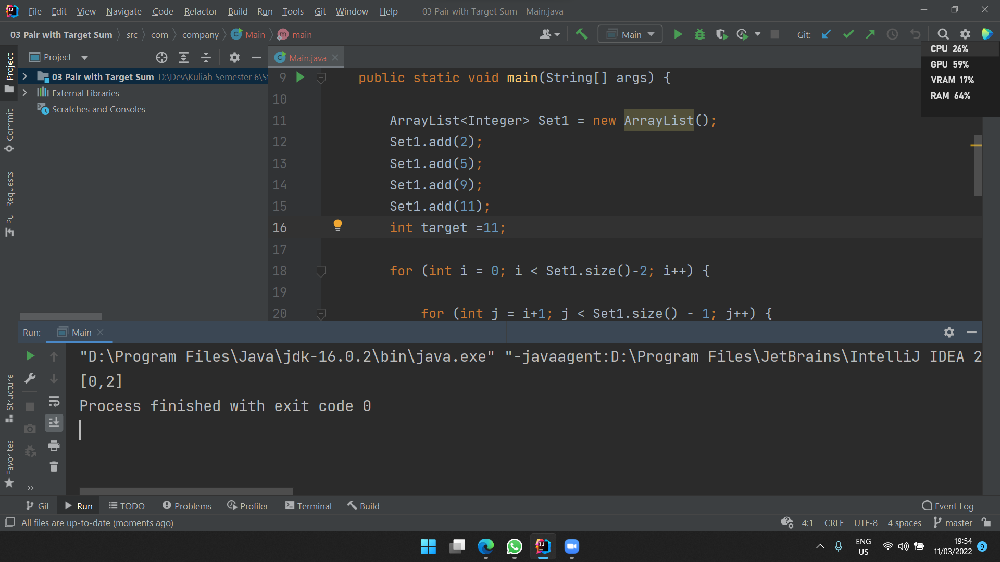 File Edit View Navigate Code Refactor Build Run Tools Git Window Help 03 Pair with Target Sum - Main.java
03 Pair with Target Sum src com company Main main Main Git:
CPU 26%
GPU 59%
VRAM 17%
RAM 64%
Project
Main.java
03 Pair with Target Sum D:\Dev\Kuliah Semester 6\S
External Libraries
Scratches and Consoles
Project
Commit
Pull Requests
Structure
Favorites
9 public static void main(String[] args) {
10
11 ArrayList<Integer> Set1 = new ArrayList();
12 Set1.add(2);
13 Set1.add(5);
14 Set1.add(9);
15 Set1.add(11);
16 int target =11;
17
18 for (int i = 0; i < Set1.size()-2; i++) {
19
20 for (int j = i+1; j < Set1.size() - 1; j++) {
Run: Main
"D:\Program Files\Java\jdk-16.0.2\bin\java.exe" "-javaagent:D:\Program Files\JetBrains\IntelliJ IDEA 2
[0,2]
Process finished with exit code 0
Git Run TODO Problems Profiler Terminal Build Event Log
All files are up-to-date (moments ago) 4:1 CRLF UTF-8 4 spaces master
ENG
US
19:54
11/03/2022
9